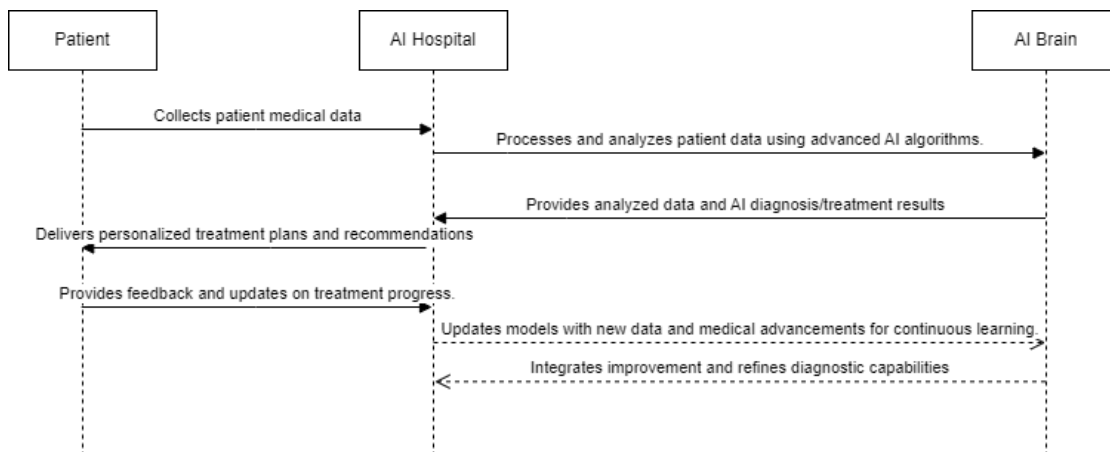 Patient
AI Hospital
AI Brain
Collects patient medical data
Processes and analyzes patient data using advanced AI algorithms.
Provides analyzed data and AI diagnosis/treatment results
Delivers personalized treatment plans and recommendations
Provides feedback and updates on treatment progress.
Updates models with new data and medical advancements for continuous learning.
Integrates improvement and refines diagnostic capabilities